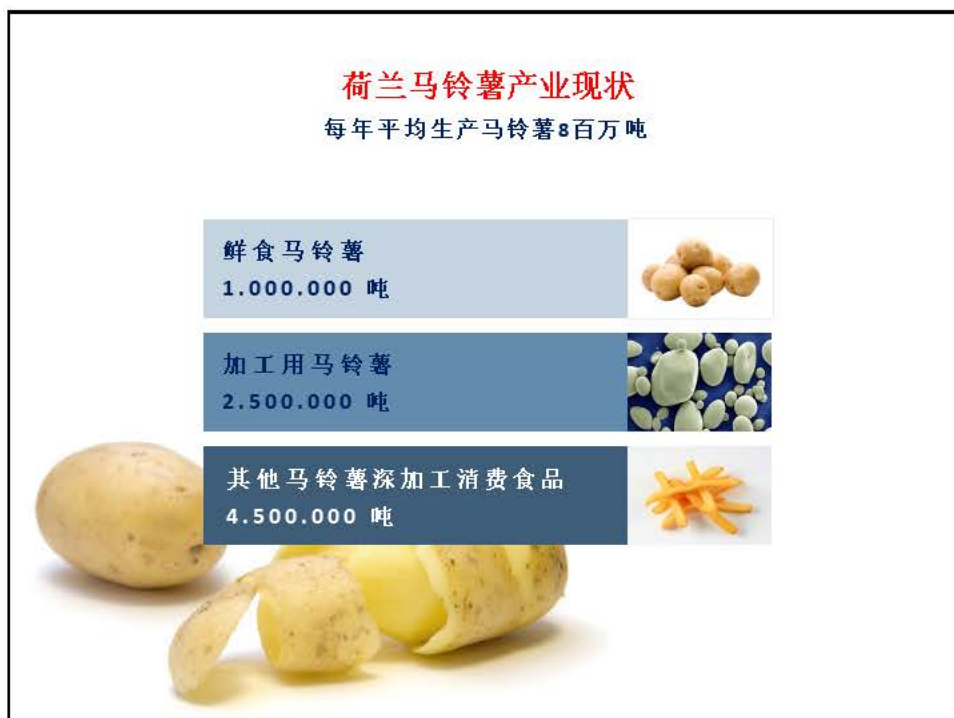 荷兰马铃薯产业现状
每年平均生产马铃薯8百万吨
鲜食马铃薯
1.000.000 吨
加工用马铃薯
2.500.000 吨
其他马铃薯深加工消费食品
4.500.000 吨